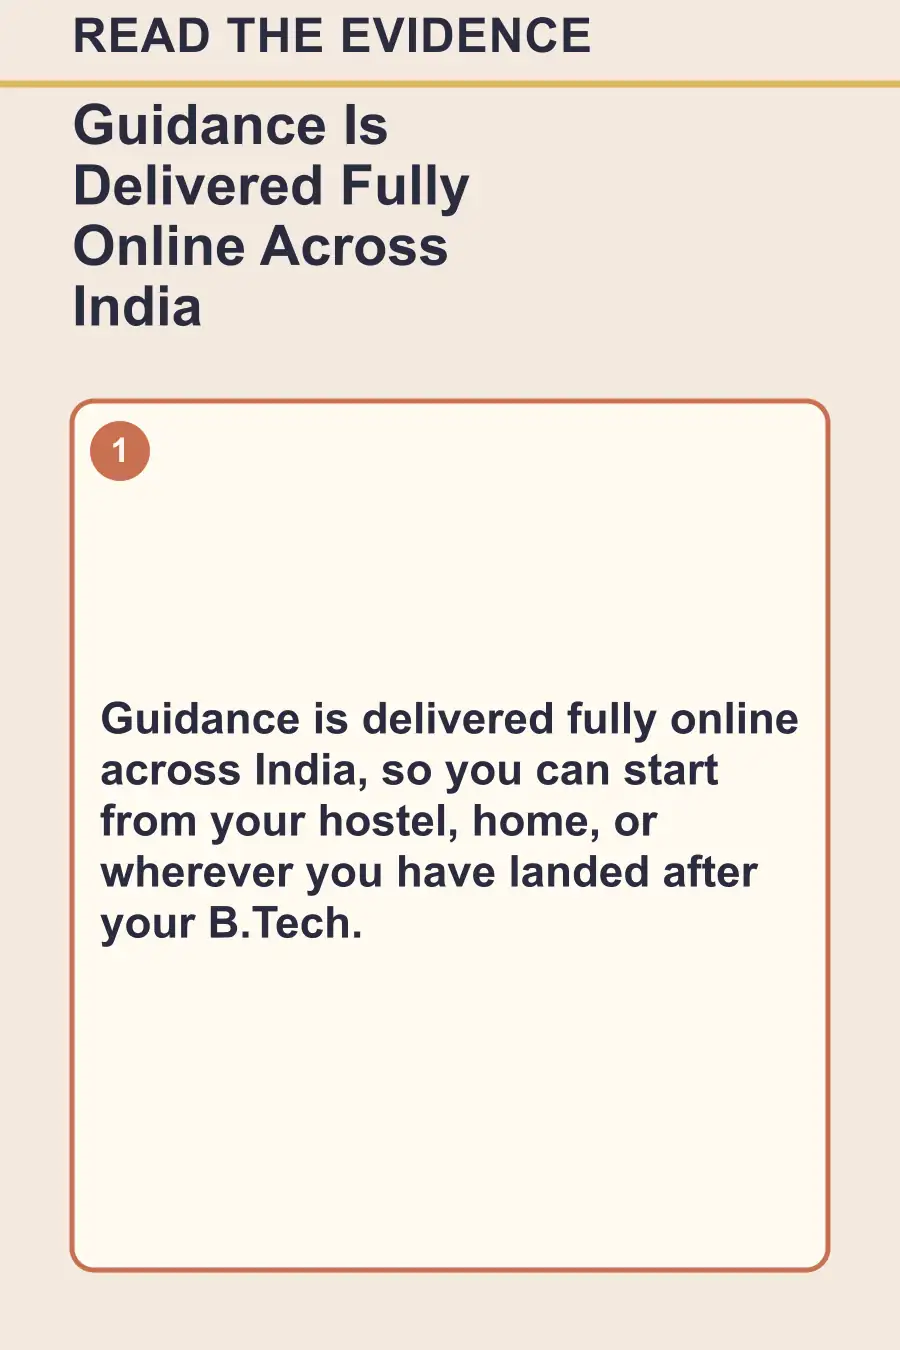 READ THE EVIDENCE
Guidance Is
Delivered Fully
Online Across
India
1
Guidance is delivered fully online
across India, so you can start
from your hostel, home, or
wherever you have landed after
your B.Tech.